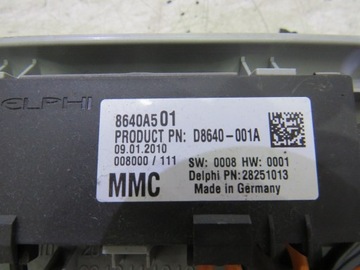 ELPHI
8640A501
PRODUCT PN: D8640-001A
09.01.2010
008000 / 111 SW: 0008 HW: 0001
MMC Delphi PN: 28251013
Made in Germany